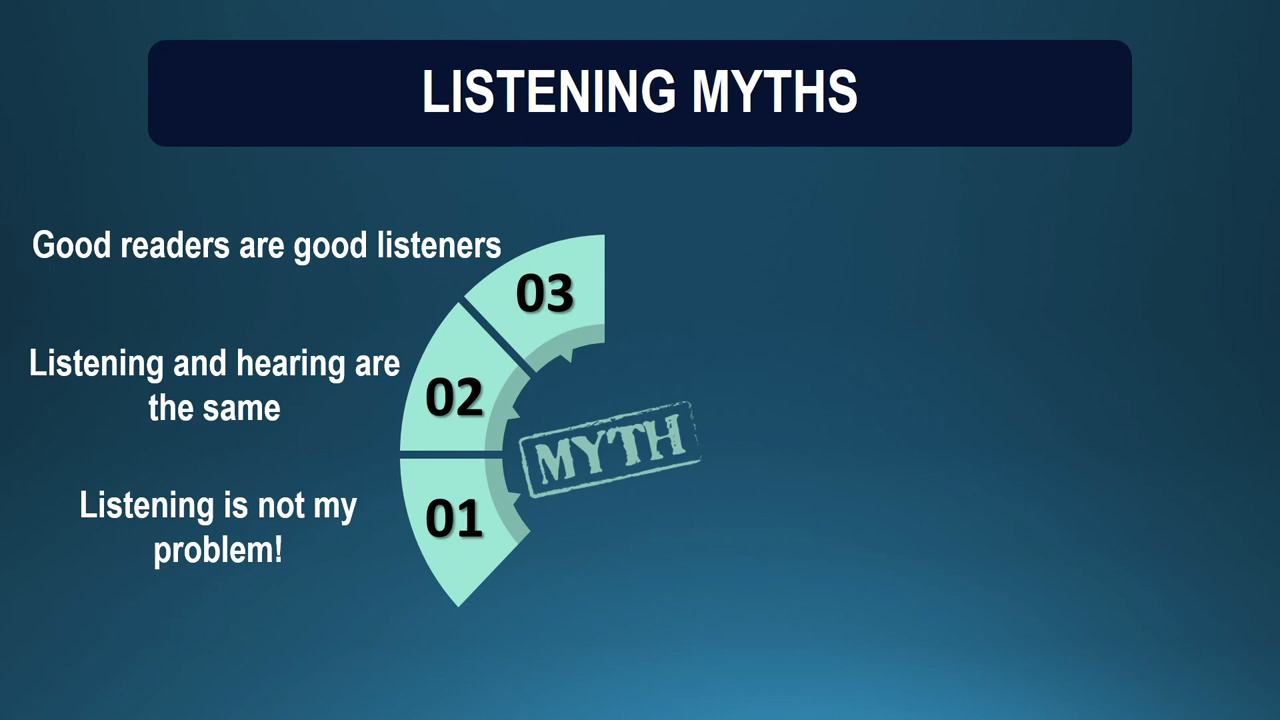 LISTENING MYTHS
Good readers are good listeners
03
Listening and hearing are
the same
02
MYTH
Listening is not my
problem!
01